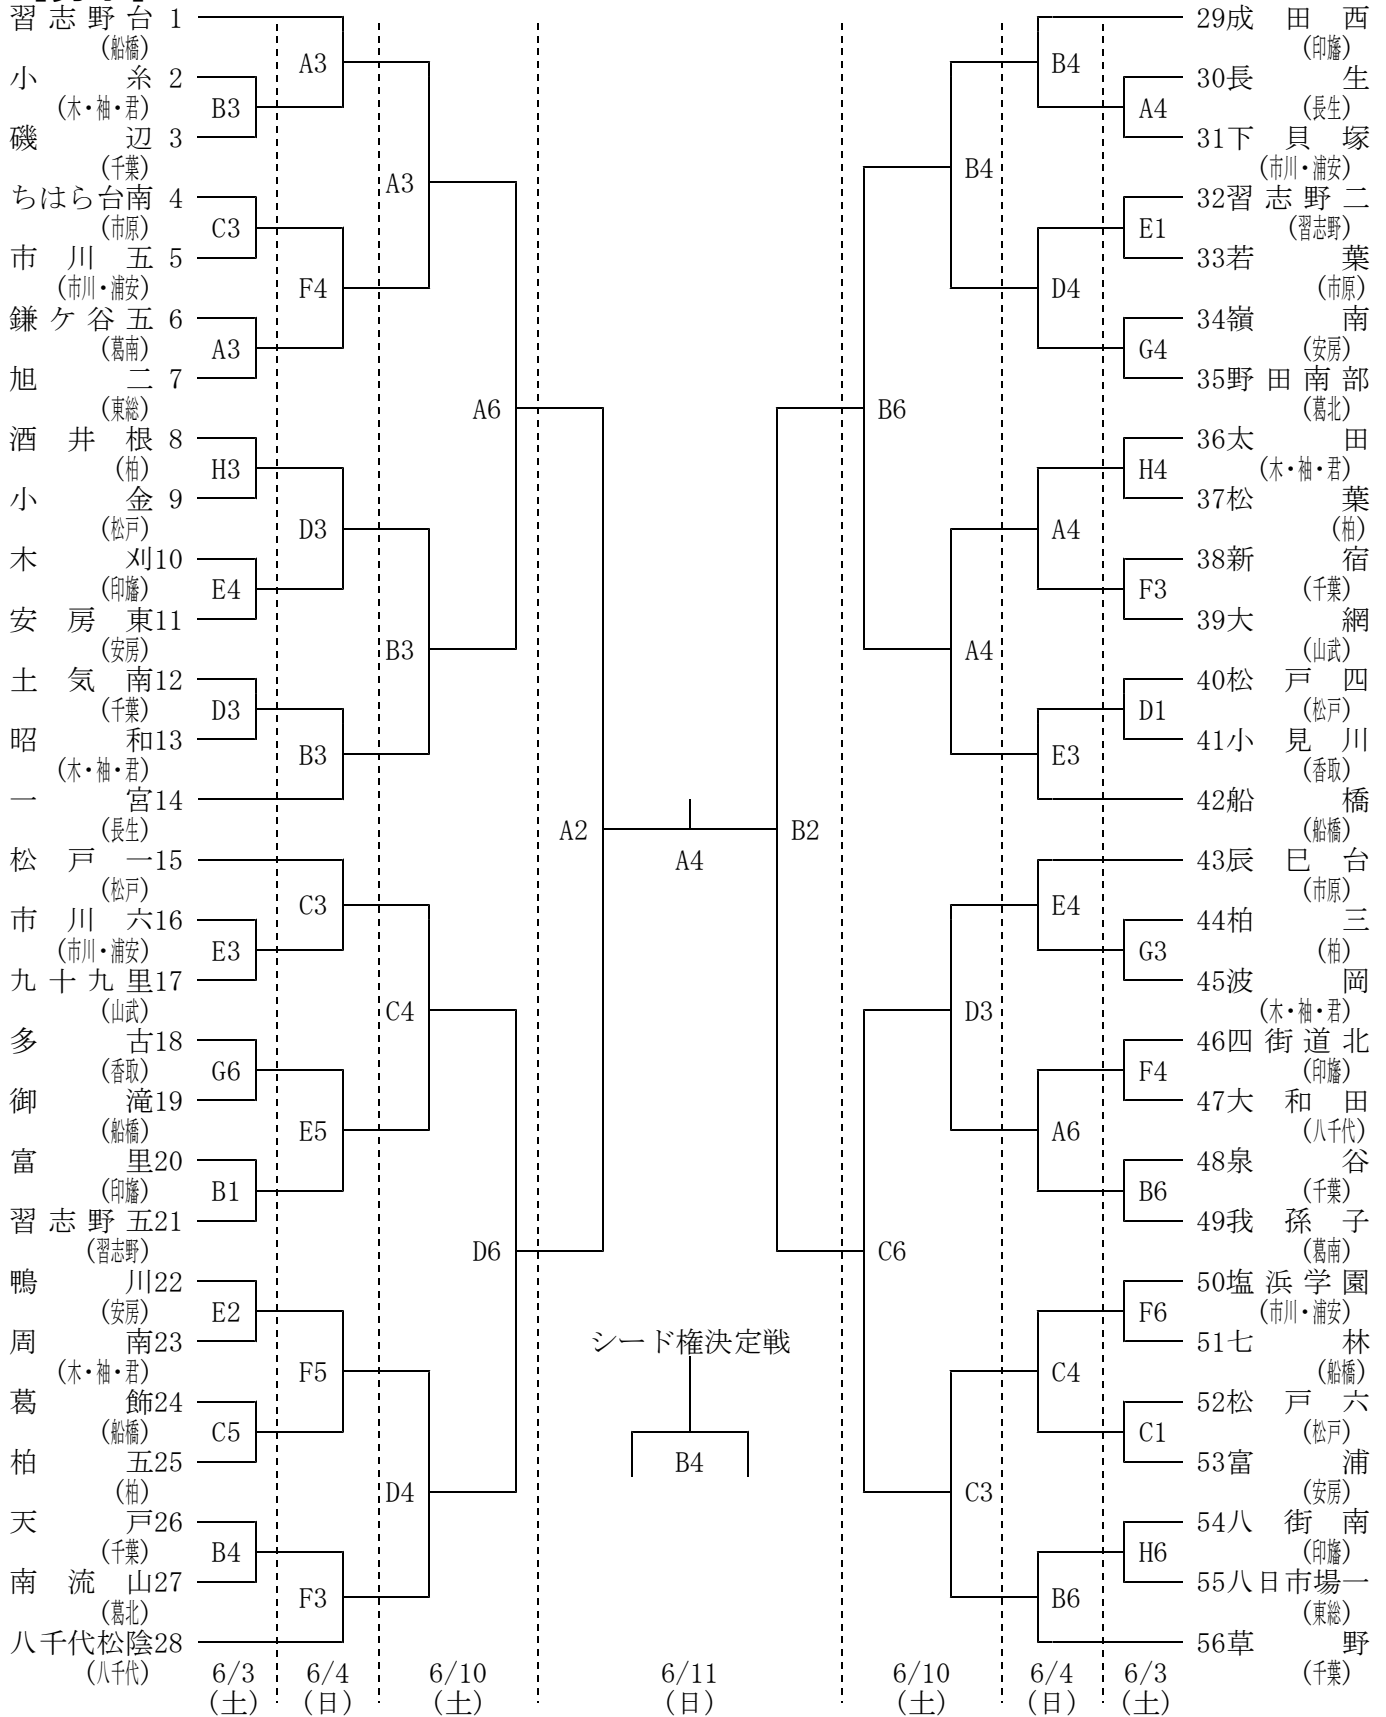 習志野台 1
(船橋)
小糸 2
(木・袖・君)
磯辺 3
(千葉)
ちはら台南 4
(市原)
市川五 5
(市川・浦安)
鎌ケ谷五 6
(葛南)
旭二 7
(東総)
酒井根 8
(柏)
小金 9
(松戸)
木刈10
(印旛)
安房東11
(安房)
土気南12
(千葉)
昭和13
(木・袖・君)
一宮14
(長生)
松戸一15
(松戸)
市川六16
(市川・浦安)
九十九里17
(山武)
多古18
(香取)
御滝19
(船橋)
富里20
(印旛)
習志野五21
(習志野)
鴨川22
(安房)
周南23
(木・袖・君)
葛飾24
(船橋)
柏五25
(柏)
天戸26
(千葉)
南流山27
(葛北)
八千代松陰28
(八千代)
B3
C3
A3
H3
E4
D3
E3
G6
B1
E2
C5
B4
6/3
(土)
A3
F4
D3
B3
C3
E5
F5
F3
6/4
(日)
A3
B3
C4
D4
A6
D6
6/10
(土)
A2
A4
B2
シード権決定戦
B4
6/11
(日)
B6
C6
B4
A4
D3
C3
6/10
(土)
B4
D4
A4
E3
E4
A6
C4
B6
6/4
(日)
A4
E1
G4
H4
F3
D1
G3
F4
B6
F6
C1
H6
6/3
(土)
29成田西
(印旛)
30長生
(長生)
31下貝塚
(市川・浦安)
32習志野二
(習志野)
33若葉
(市原)
34嶺南
(安房)
35野田南部
(葛北)
36太田
(木・袖・君)
37松葉
(柏)
38新宿
(千葉)
39大網
(山武)
40松戸四
(松戸)
41小見川
(香取)
42船橋
(船橋)
43辰巳台
(市原)
44柏三
(柏)
45波岡
(木・袖・君)
46四街道北
(印旛)
47大和田
(八千代)
48泉谷
(千葉)
49我孫子
(葛南)
50塩浜学園
(市川・浦安)
51七林
(船橋)
52松戸六
(松戸)
53富浦
(安房)
54八街南
(印旛)
55八日市場一
(東総)
56草野
(千葉)